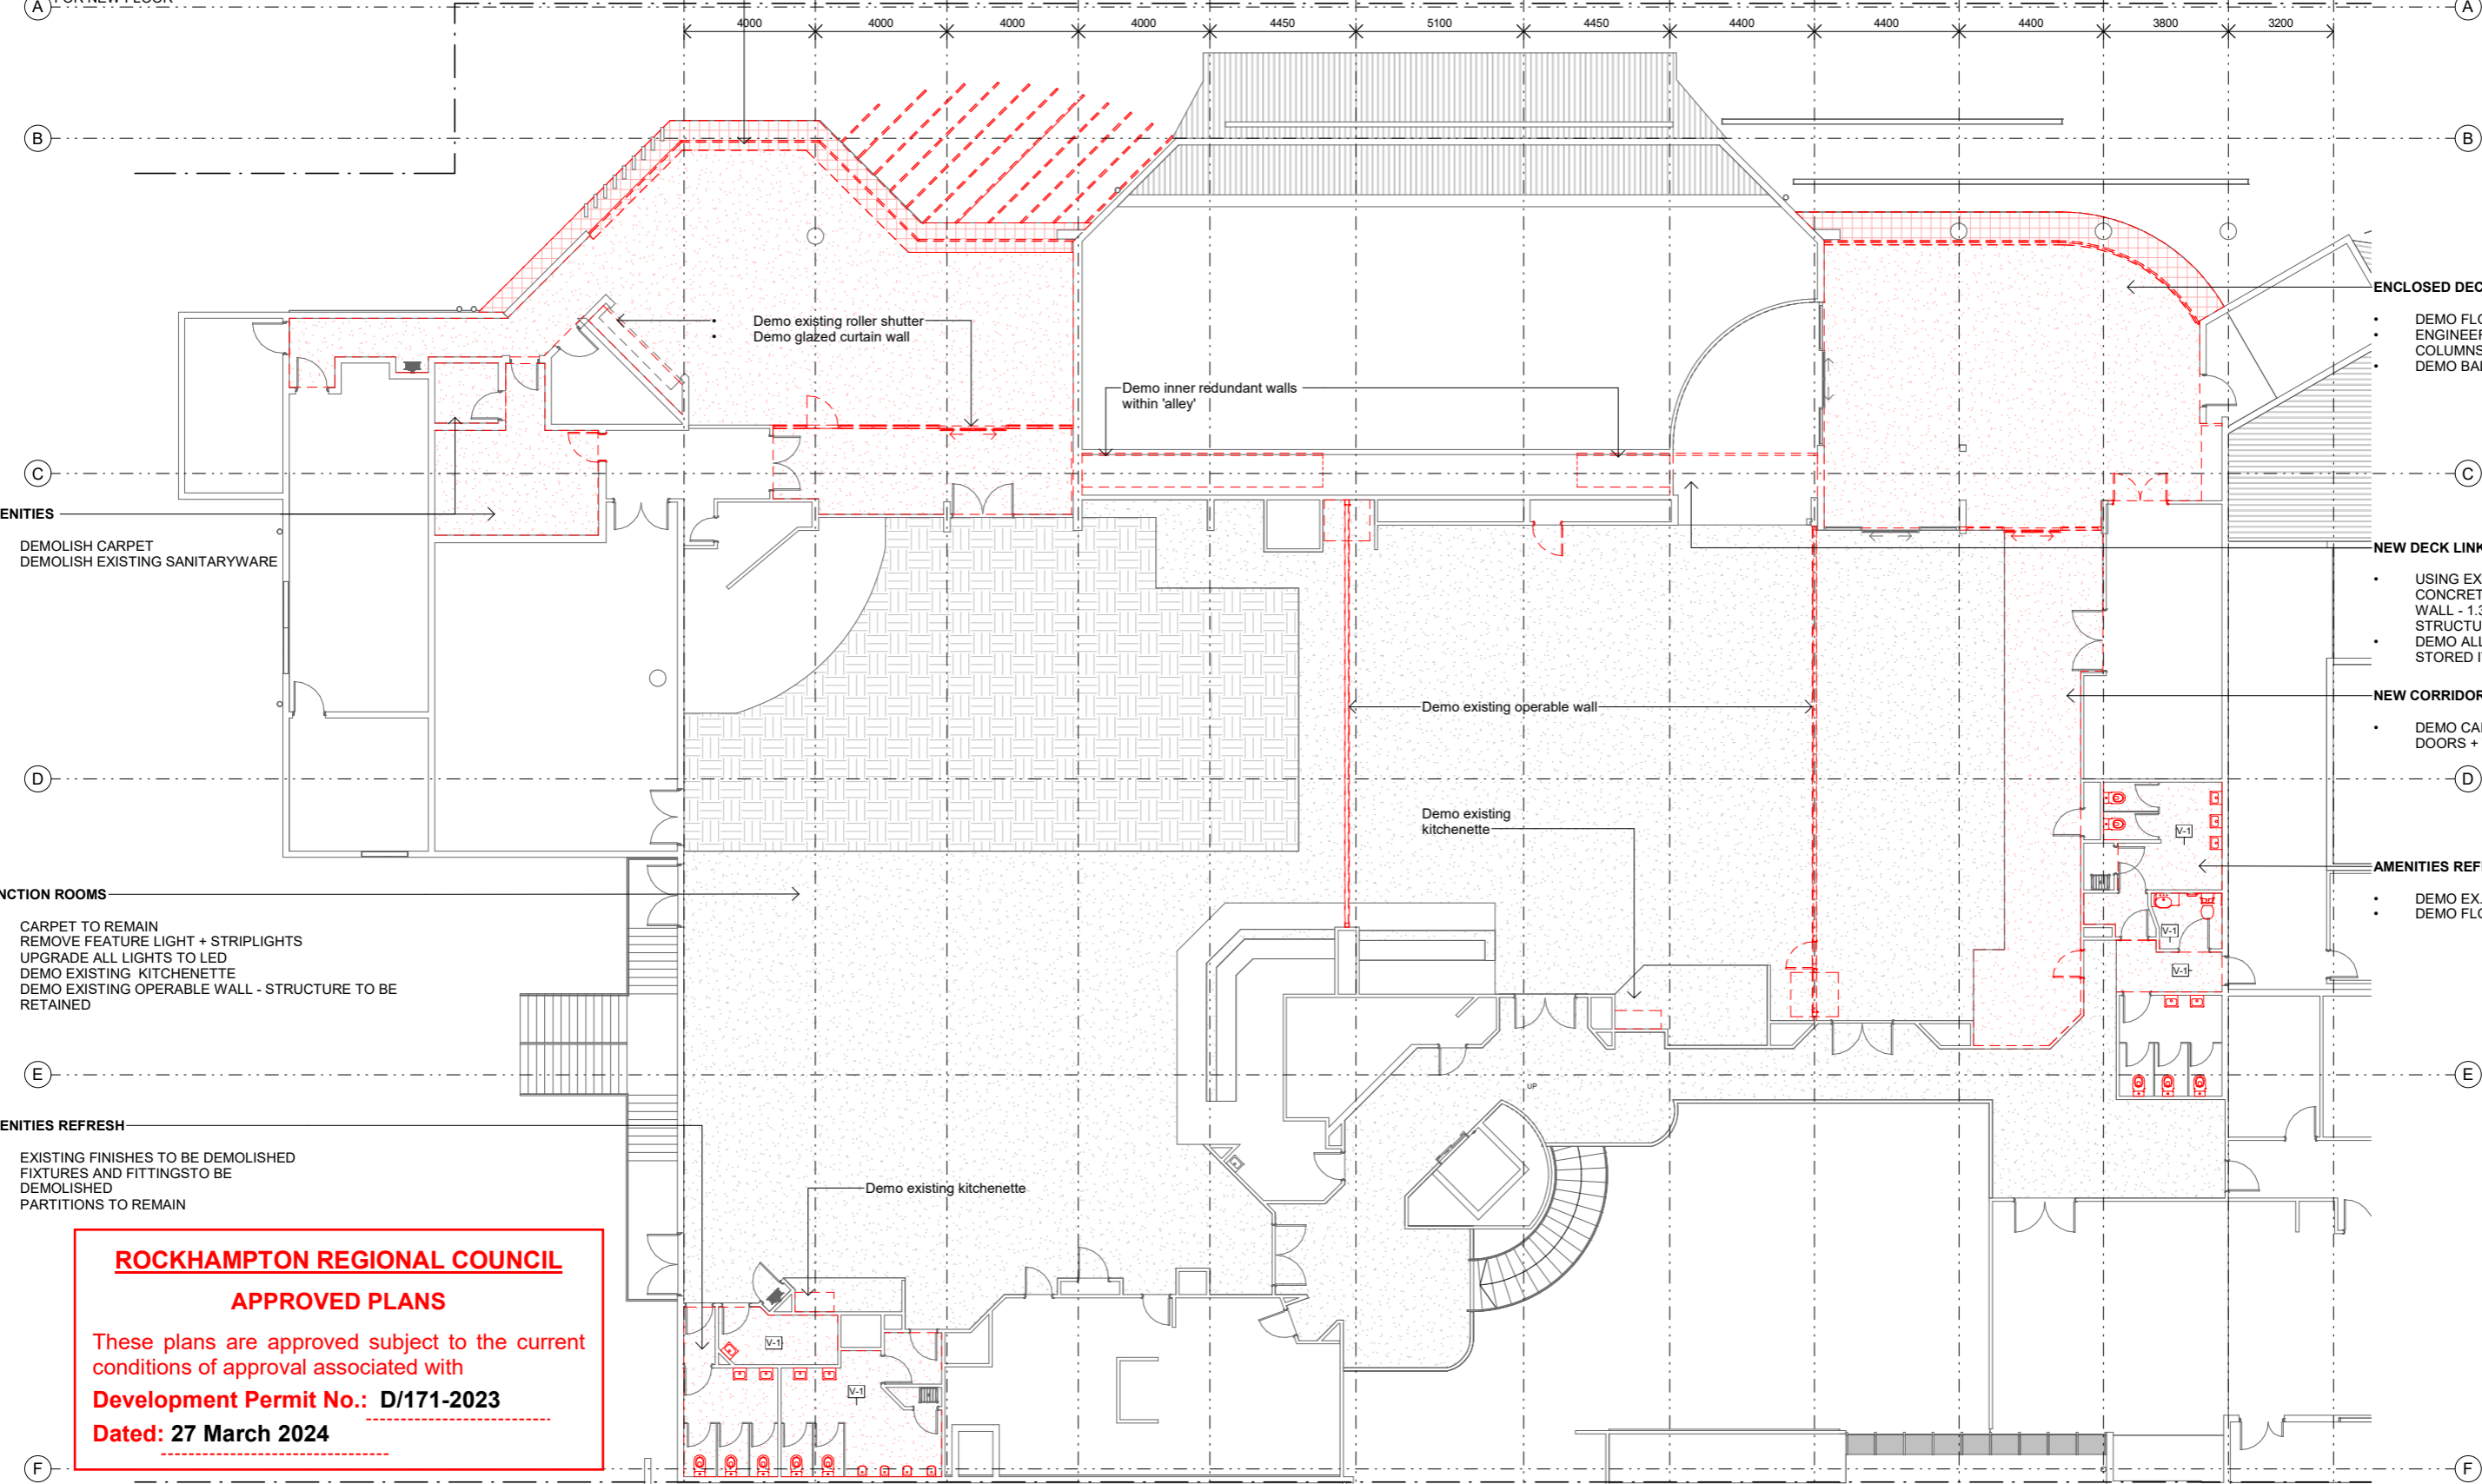 FOR NEW FLOOR
A
A
4000
4000
4000
4000
4450
5100
4450
4400
4400
4400
3800
3200
B
B
ENCLOSED DEC
• DEMO FLO
• ENGINEER
COLUMNS
• DEMO BAL
• Demo existing roller shutter
• Demo glazed curtain wall
Demo inner redundant walls
within 'alley'
C
C
ENITIES
DEMOLISH CARPET
DEMOLISH EXISTING SANITARYWARE
NEW DECK LINK
• USING EX
CONCRET
WALL - 1.3
STRUCTU
• DEMO ALL
STORED I
NEW CORRIDOR
• DEMO CA
DOORS +
Demo existing operable wall
D
D
Demo existing
kitchenette
V-1
V-1
V-1
AMENITIES REF
• DEMO EX.
• DEMO FLO
NCTION ROOMS
CARPET TO REMAIN
REMOVE FEATURE LIGHT + STRIPLIGHTS
UPGRADE ALL LIGHTS TO LED
DEMO EXISTING KITCHENETTE
DEMO EXISTING OPERABLE WALL - STRUCTURE TO BE
RETAINED
E
E
UP
ENITIES REFRESH
EXISTING FINISHES TO BE DEMOLISHED
FIXTURES AND FITTINGSTO BE
DEMOLISHED
PARTITIONS TO REMAIN
Demo existing kitchenette
V-1
V-1
ROCKHAMPTON REGIONAL COUNCIL
APPROVED PLANS
These plans are approved subject to the current
conditions of approval associated with
Development Permit No.: D/171-2023
Dated: 27 March 2024
F
F